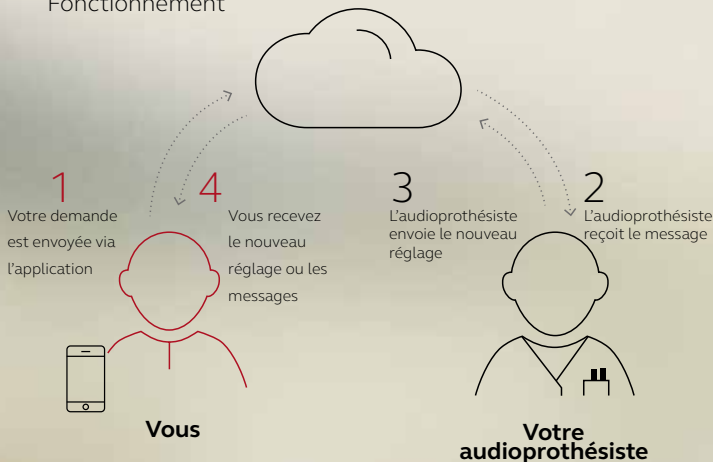 Fonctionnement
1
Votre demande
est envoyée via
l'application
4
Vous recevez
le nouveau
réglage ou les
messages
3
L'audioprothésiste
envoie le nouveau
réglage
2
L'audioprothésiste
reçoit le message
Vous
Votre
audioprothésiste